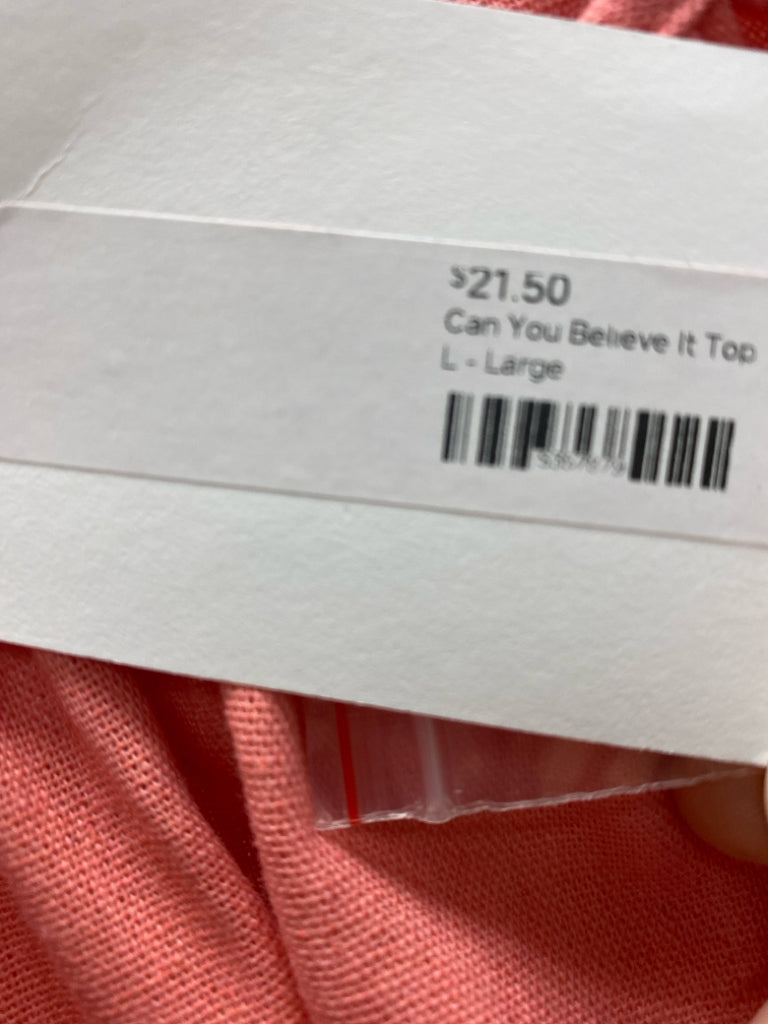 $21.50
Can You Believe It Top
L - Large